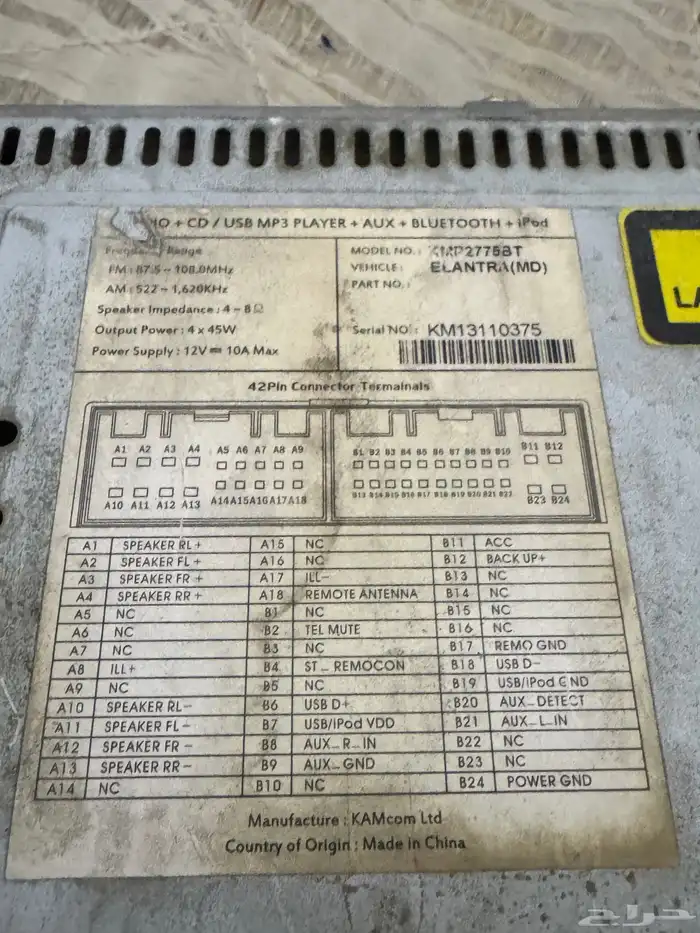 IO + CD / USB MP3 PLAYER + AUX + BLUETOOTH + iPod
Frequency Range
FM : 87.5 ~ 108.0MHz
AM : 522 ~ 1,620KHz
Speaker Impedance : 4 ~ 8Ω
Output Power : 4 x 45W
Power Supply : 12V ⎓ 10A Max
MODEL NO. : KMP2775BT
VEHICLE : ELANTRA(MD)
PART NO. :
Serial NO : KM13110375
LA
42Pin Connector Termainals
A1 A2 A3 A4 A5 A6 A7 A8 A9
A10 A11 A12 A13 A14 A15 A16 A17 A18
B1 B2 B3 B4 B5 B6 B7 B8 B9 B10 B11 B12
B13 B14 B15 B16 B17 B18 B19 B20 B21 B22 B23 B24
A1 SPEAKER RL+ A15 NC B11 ACC
A2 SPEAKER FL+ A16 NC B12 BACK UP+
A3 SPEAKER FR+ A17 ILL- B13 NC
A4 SPEAKER RR+ A18 REMOTE ANTENNA B14 NC
A5 NC B1 NC B15 NC
A6 NC B2 TEL MUTE B16 NC
A7 NC B3 NC B17 REMO GND
A8 ILL+ B4 ST_REMOCON B18 USB D-
A9 NC B5 NC B19 USB/iPod GND
A10 SPEAKER RL- B6 USB D+ B20 AUX_DETECT
A11 SPEAKER FL- B7 USB/iPod VDD B21 AUX_L_IN
A12 SPEAKER FR- B8 AUX_R_IN B22 NC
A13 SPEAKER RR- B9 AUX_GND B23 NC
A14 NC B10 NC B24 POWER GND
Manufacture : KAMcom Ltd
Country of Origin : Made in China
حراج